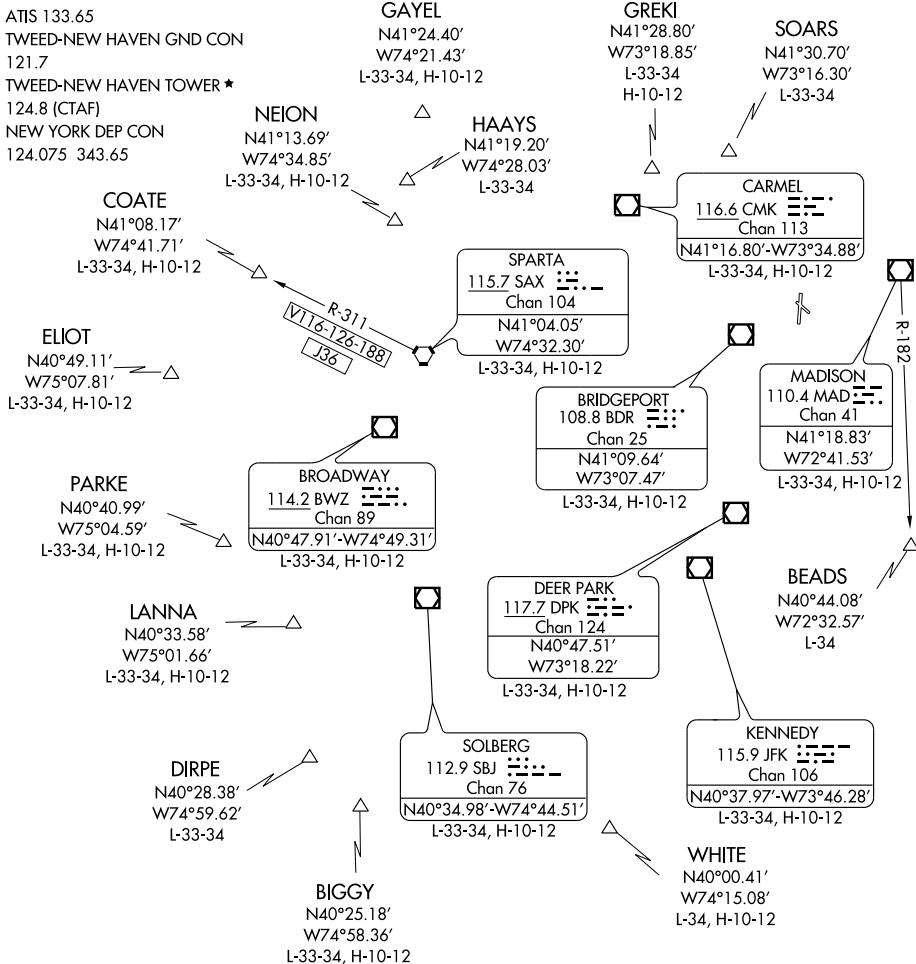 ATIS 133.65
TWEED-NEW HAVEN GND CON
121.7
TWEED-NEW HAVEN TOWER ★
124.8 (CTAF)
NEW YORK DEP CON
124.075 343.65
GAYEL
N41°24.40′
W74°21.43′
L-33-34, H-10-12
GREKI
N41°28.80′
W73°18.85′
L-33-34
H-10-12
SOARS
N41°30.70′
W73°16.30′
L-33-34
NEION
N41°13.69′
W74°34.85′
L-33-34, H-10-12
HAAYS
N41°19.20′
W74°28.03′
L-33-34
COATE
N41°08.17′
W74°41.71′
L-33-34, H-10-12
CARMEL
116.6 CMK
Chan 113
N41°16.80′-W73°34.88′
L-33-34, H-10-12
SPARTA
115.7 SAX
Chan 104
N41°04.05′
W74°32.30′
L-33-34, H-10-12
R-311
V116-126-188
J36
R-182
ELIOT
N40°49.11′
W75°07.81′
L-33-34, H-10-12
BRIDGEPORT
108.8 BDR
Chan 25
N41°09.64′
W73°07.47′
L-33-34, H-10-12
MADISON
110.4 MAD
Chan 41
N41°18.83′
W72°41.53′
L-33-34, H-10-12
BROADWAY
114.2 BWZ
Chan 89
N40°47.91′-W74°49.31′
L-33-34, H-10-12
PARKE
N40°40.99′
W75°04.59′
L-33-34, H-10-12
DEER PARK
117.7 DPK
Chan 124
N40°47.51′
W73°18.22′
L-33-34, H-10-12
BEADS
N40°44.08′
W72°32.57′
L-34
LANNA
N40°33.58′
W75°01.66′
L-33-34, H-10-12
SOLBERG
112.9 SBJ
Chan 76
N40°34.98′-W74°44.51′
L-33-34, H-10-12
KENNEDY
115.9 JFK
Chan 106
N40°37.97′-W73°46.28′
L-33-34, H-10-12
DIRPE
N40°28.38′
W74°59.62′
L-33-34
WHITE
N40°00.41′
W74°15.08′
L-34, H-10-12
BIGGY
N40°25.18′
W74°58.36′
L-33-34, H-10-12